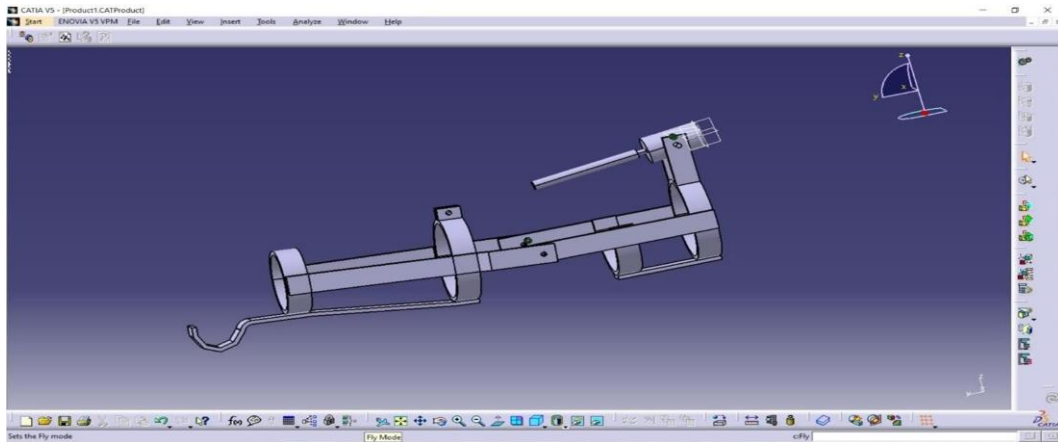 CATIA V5 - [Product1.CATProduct]
Start ENOVIA V5 VPM File Edit View Insert Tools Analyze Window Help
z
y
x
z
f(x)
Sets the Fly mode
Fly Mode
c:Fly
CATIA